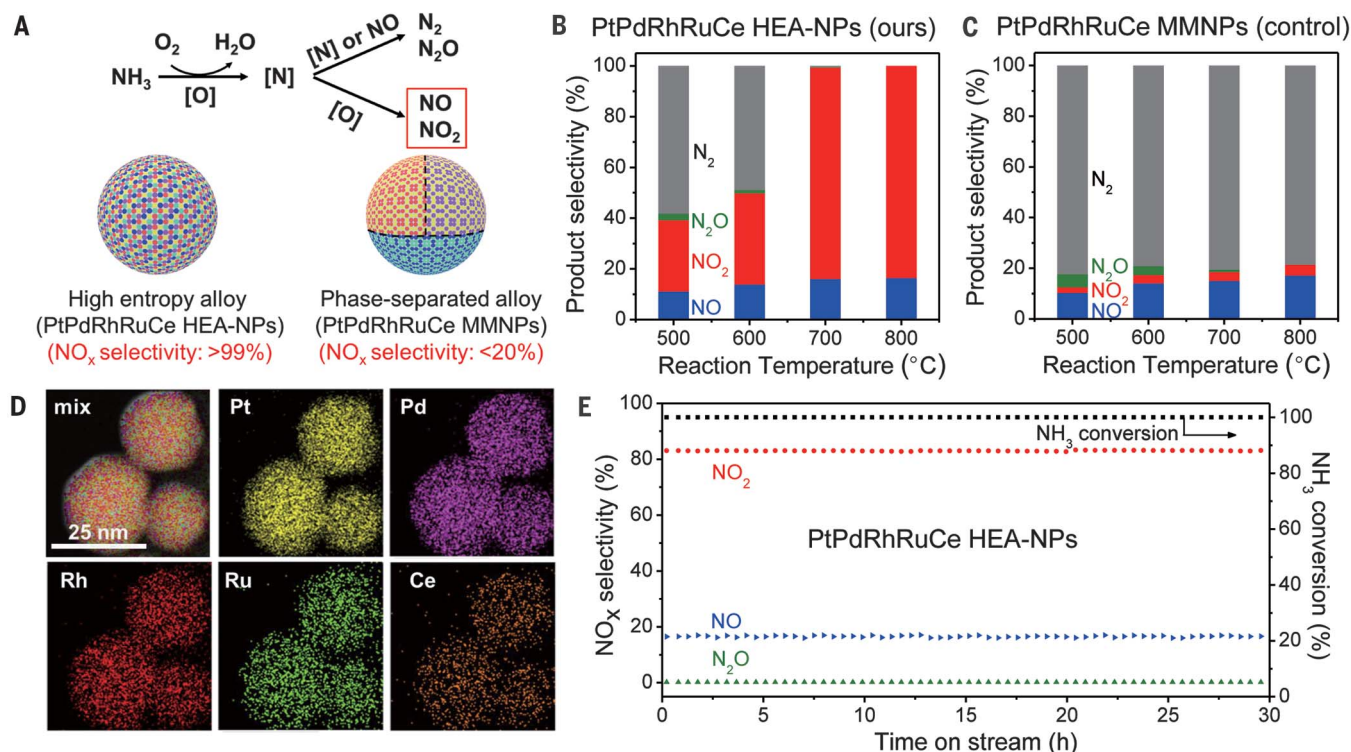 A
O2 H2O
NH3 [O] [N]
[N] or NO
N2
N2O
[O]
NO
NO2
High entropy alloy
(PtPdRhRuCe HEA-NPs)
(NOx selectivity: >99%)
Phase-separated alloy
(PtPdRhRuCe MMNPs)
(NOx selectivity: <20%)
B PtPdRhRuCe HEA-NPs (ours)
Product selectivity (%)
100
80
60
40
20
0
N2
N2O
NO2
NO
500 600 700 800
Reaction Temperature (°C)
C PtPdRhRuCe MMNPs (control)
Product selectivity (%)
100
80
60
40
20
0
N2
N2O
NO2
NO
500 600 700 800
Reaction Temperature (°C)
D
mix
25 nm
Pt
Pd
Rh
Ru
Ce
E
NOx selectivity (%)
100
80
60
40
20
0
NH3 conversion
NO2
PtPdRhRuCe HEA-NPs
NO
N2O
100
80
60
40
20
0
NH3 conversion (%)
0 5 10 15 20 25 30
Time on stream (h)